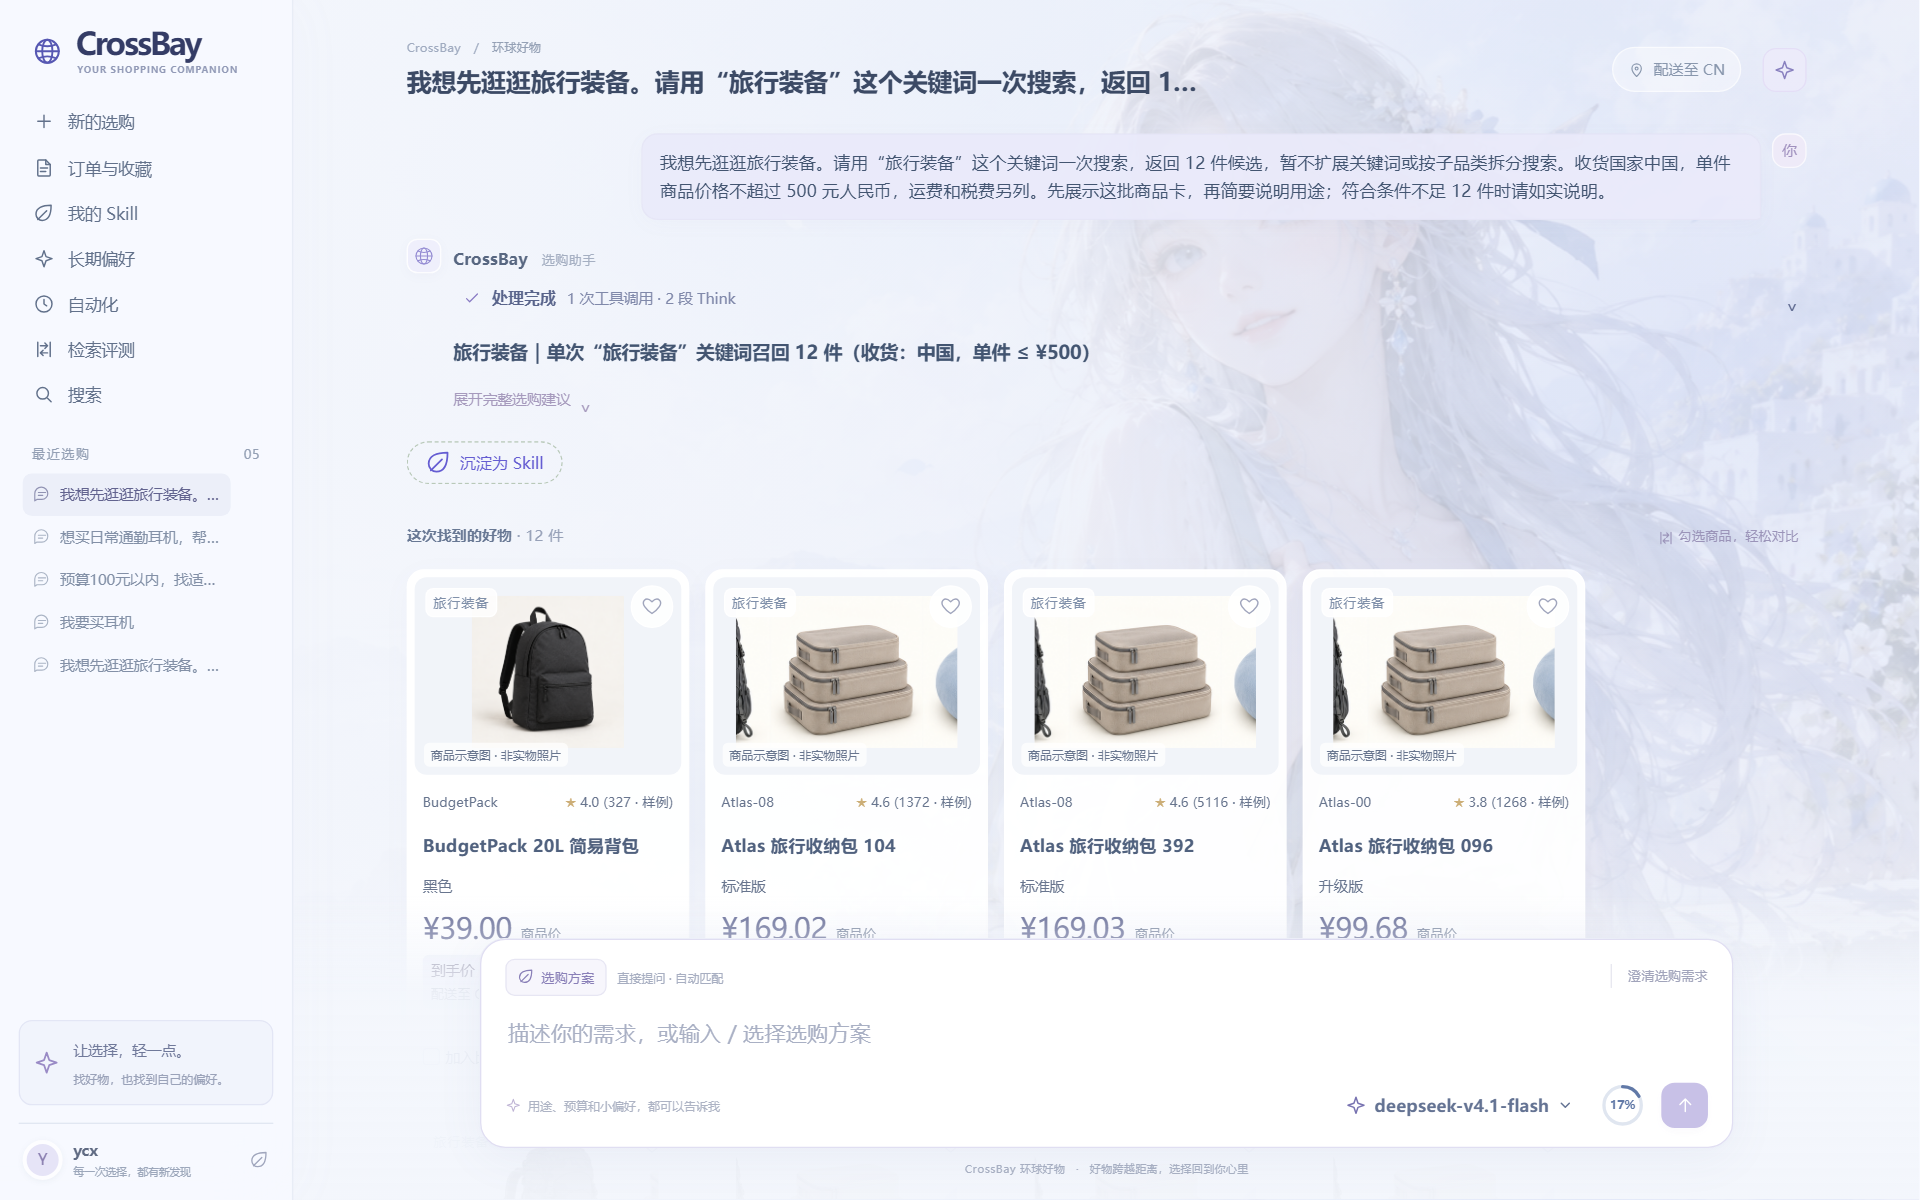 CrossBay
YOUR SHOPPING COMPANION
新的选购
订单与收藏
我的 Skill
长期偏好
自动化
检索评测
搜索
最近选购 05
我想先逛逛旅行装备。...
想买日常通勤耳机，帮...
预算100元以内，找适...
我要买耳机
我想先逛逛旅行装备。...
让选择，轻一点。
找好物，也找到自己的偏好。
Y
ycx
每一次选择，都有新发现
CrossBay / 环球好物
我想先逛逛旅行装备。请用“旅行装备”这个关键词一次搜索，返回 1...
配送至 CN
我想先逛逛旅行装备。请用“旅行装备”这个关键词一次搜索，返回 12 件候选，暂不扩展关键词或按子品类拆分搜索。收货国家中国，单件
商品价格不超过 500 元人民币，运费和税费另列。先展示这批商品卡，再简要说明用途；符合条件不足 12 件时请如实说明。
你
CrossBay 选购助手
处理完成 1 次工具调用 · 2 段 Think
旅行装备 | 单次“旅行装备”关键词召回 12 件（收货：中国，单件 ≤ ¥500）
展开完整选购建议
沉淀为 Skill
这次找到的好物 · 12 件
勾选商品，轻松对比
旅行装备
商品示意图 · 非实物照片
BudgetPack ★ 4.0 (327 · 样例)
BudgetPack 20L 简易背包
黑色
¥39.00 商品价
到手价
配送至
加入
旅行装备
商品示意图 · 非实物照片
Atlas-08 ★ 4.6 (1372 · 样例)
Atlas 旅行收纳包 104
标准版
¥169.02 商品价
旅行装备
商品示意图 · 非实物照片
Atlas-08 ★ 4.6 (5116 · 样例)
Atlas 旅行收纳包 392
标准版
¥169.03 商品价
旅行装备
商品示意图 · 非实物照片
Atlas-00 ★ 3.8 (1268 · 样例)
Atlas 旅行收纳包 096
升级版
¥99.68 商品价
选购方案 直接提问 · 自动匹配
澄清选购需求
描述你的需求，或输入 / 选择选购方案
用途、预算和小偏好，都可以告诉我
deepseek-v4.1-flash
17%
CrossBay 环球好物 · 好物跨越距离，选择回到你心里